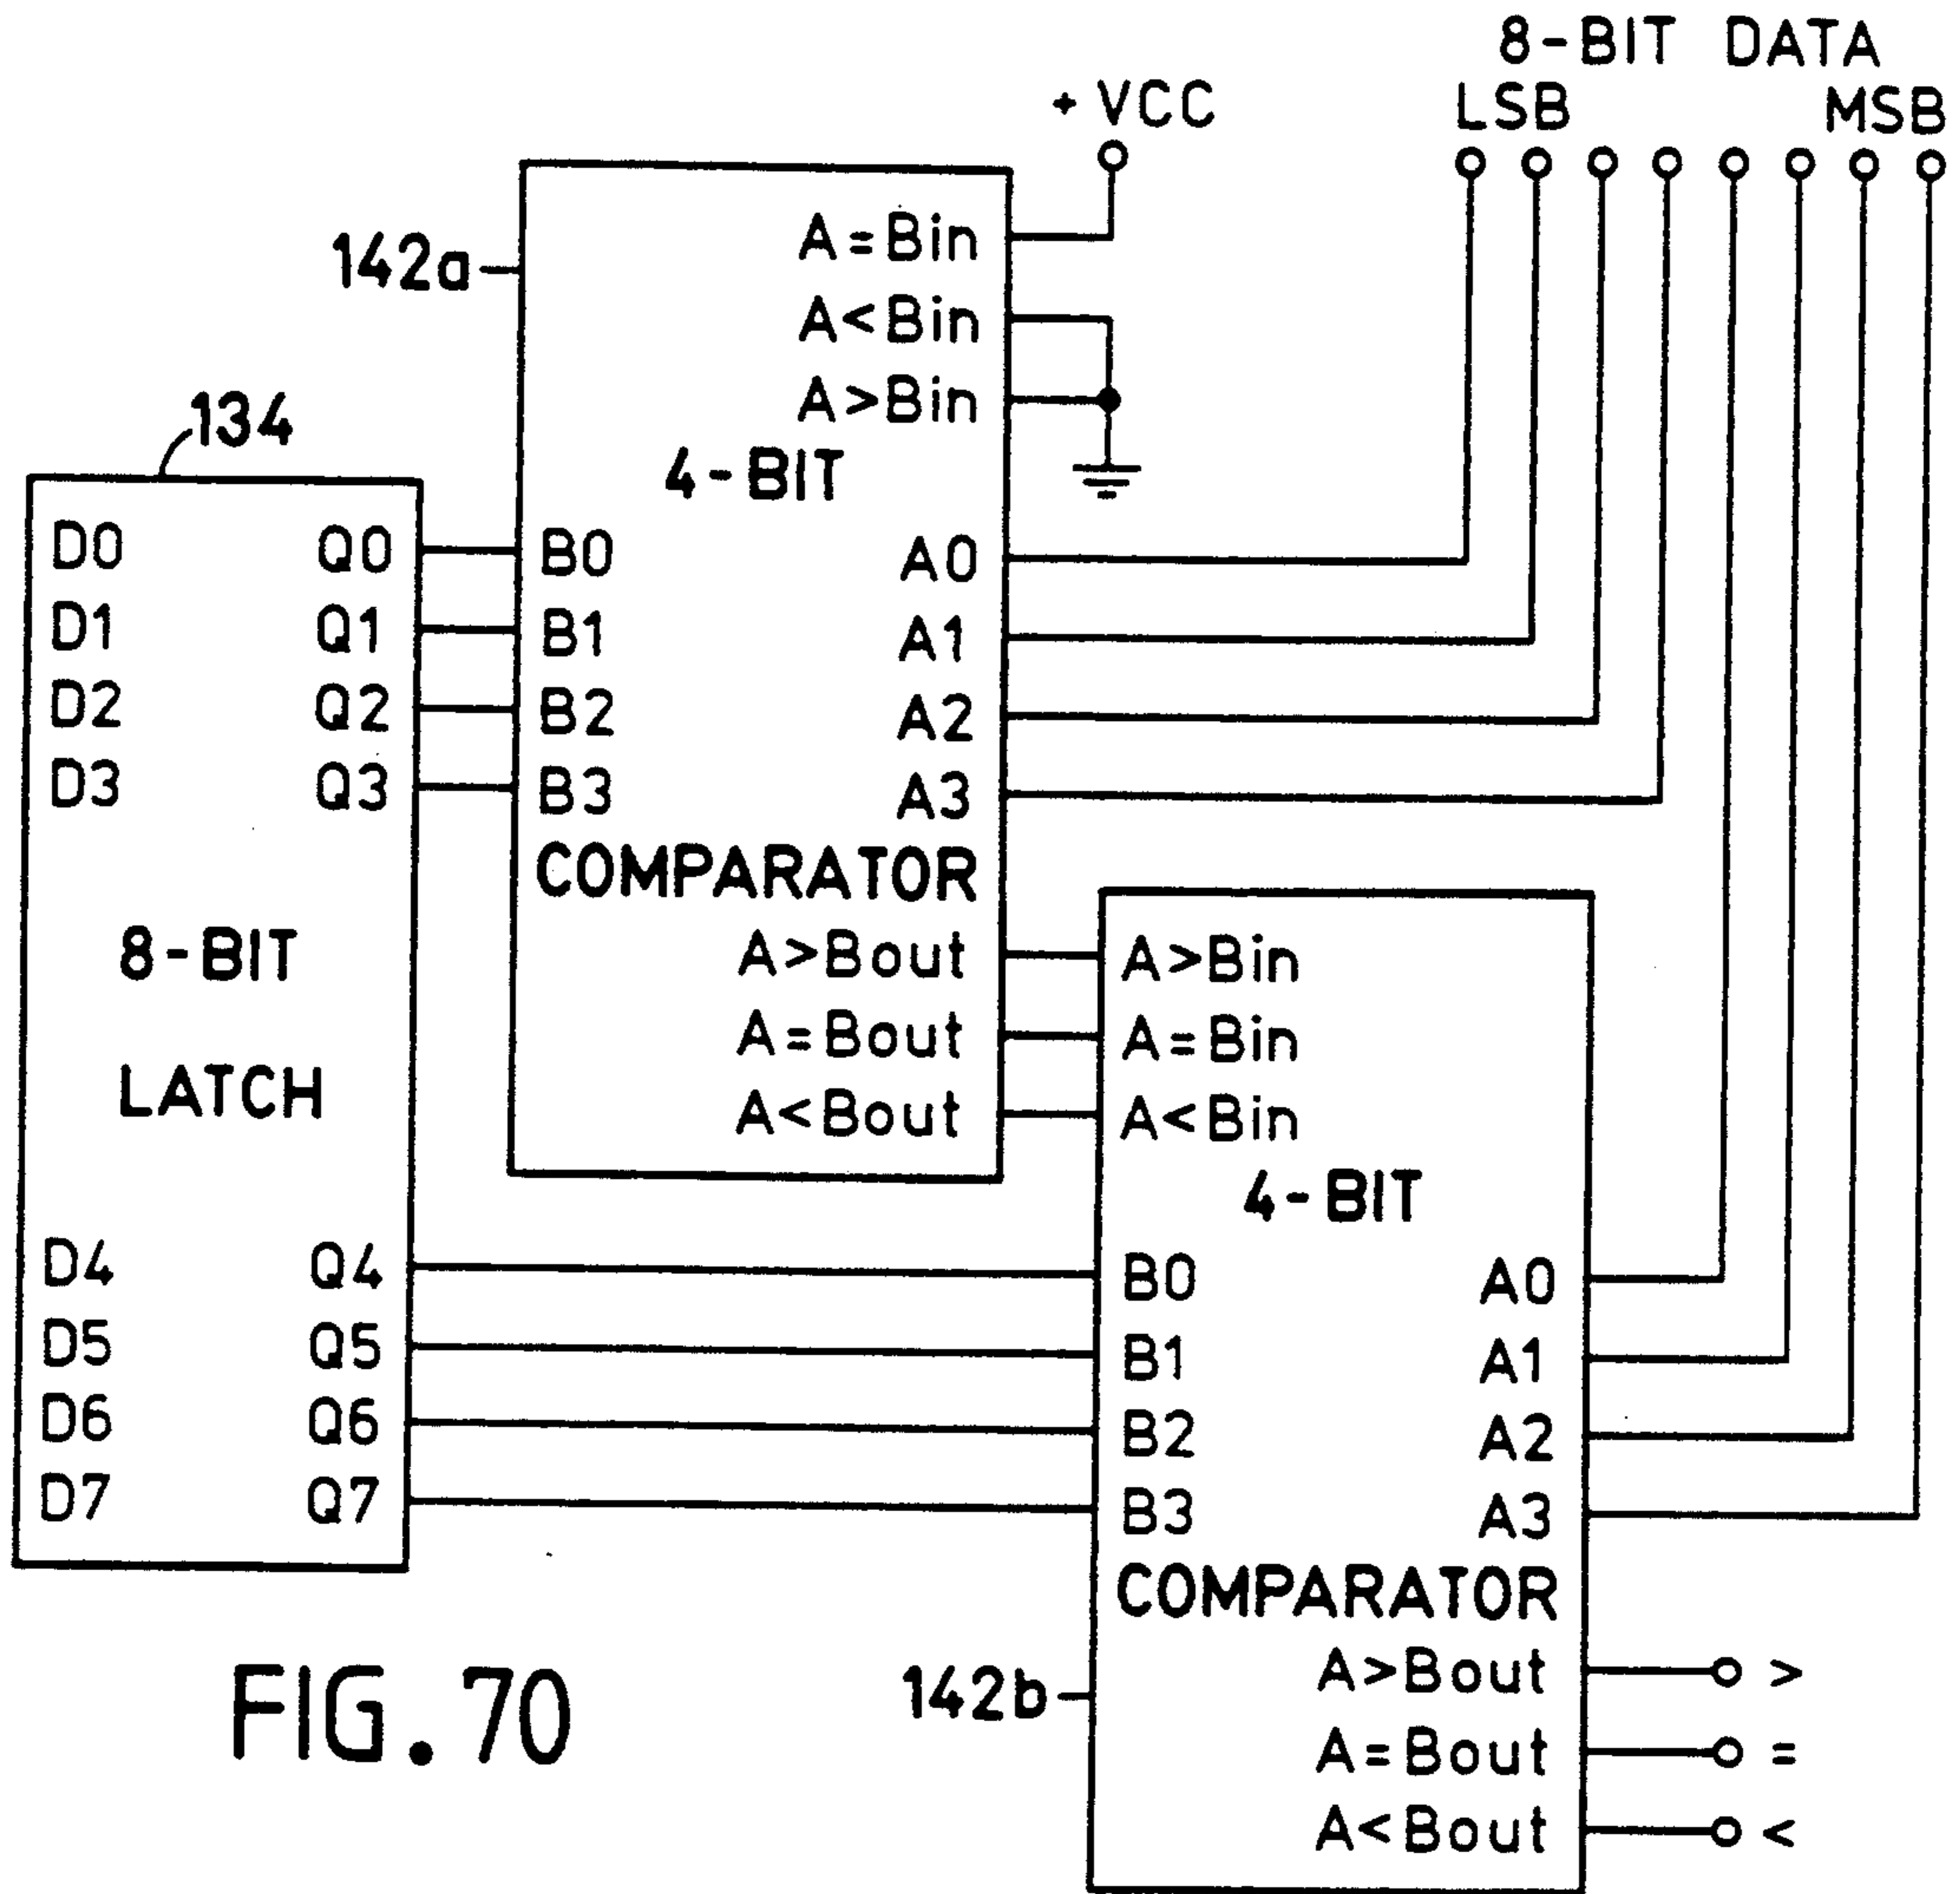 8-BIT DATA
LSB MSB
+ VCC
142a
A=Bin
A<Bin
A>Bin
4-BIT
134
D0 Q0 B0 A0
D1 Q1 B1 A1
D2 Q2 B2 A2
D3 Q3 B3 A3
COMPARATOR
8-BIT
LATCH
A>Bout A>Bin
A=Bout A=Bin
A<Bout A<Bin
4-BIT
D4 Q4 B0 A0
D5 Q5 B1 A1
D6 Q6 B2 A2
D7 Q7 B3 A3
COMPARATOR
142b
A>Bout >
A=Bout =
A<Bout <
FIG. 70